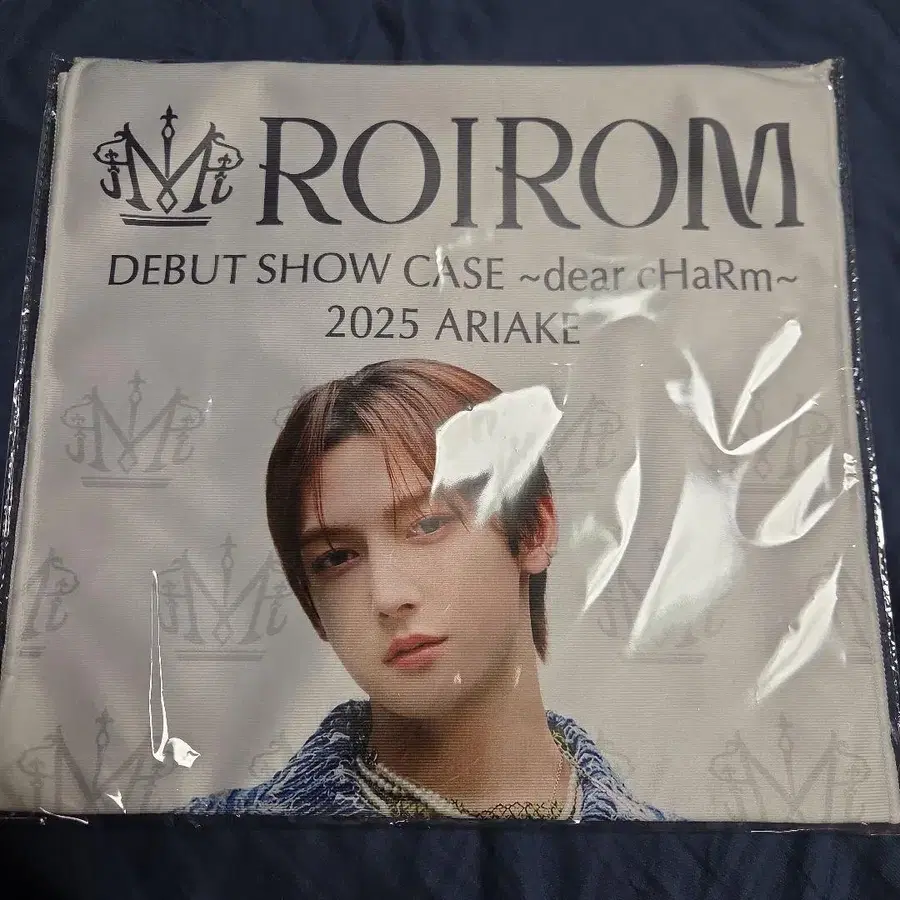 ROIROM
DEBUT SHOW CASE ~dear cHaRm~
2025 ARIAKE